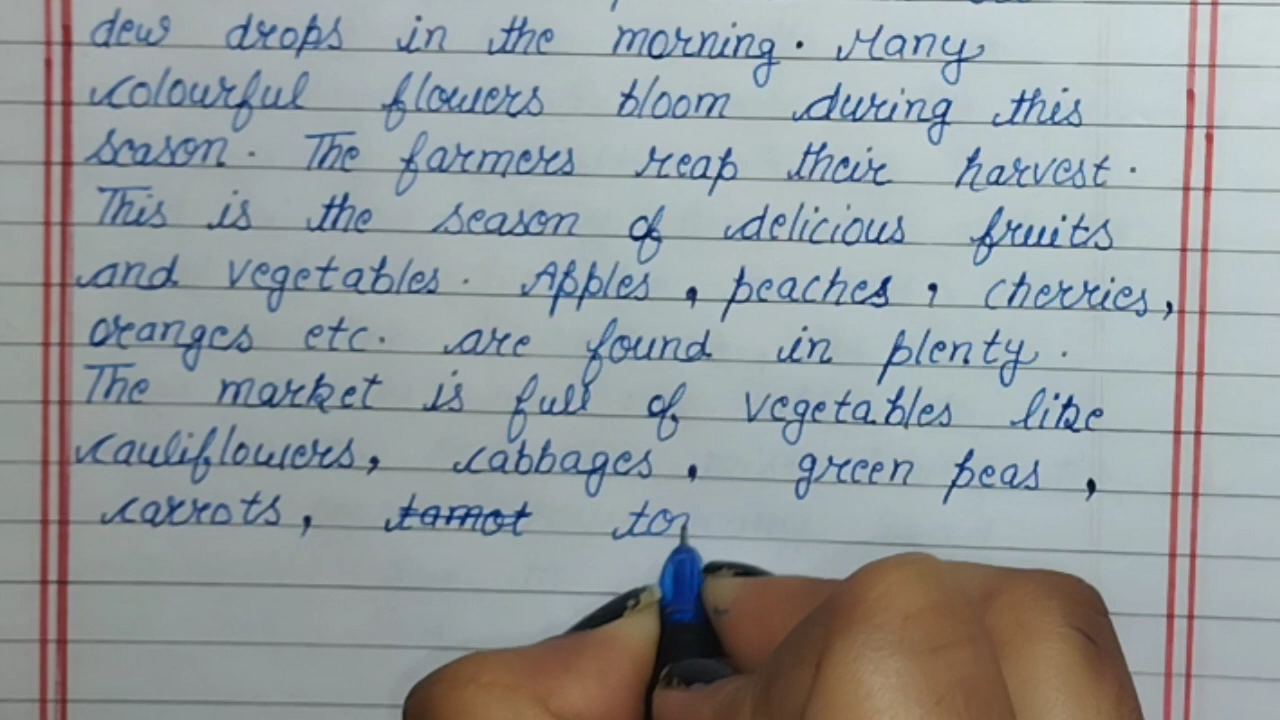 dew drops in the morning. Many
colourful flowers bloom during this
season. The farmers reap their harvest.
This is the season of delicious fruits
and vegetables. Apples, peaches, cherries,
oranges etc. are found in plenty.
The market is full of vegetables like
cauliflowers, cabbages, green peas,
carrots, tamot to